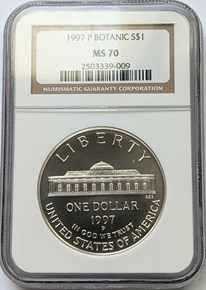 1997 P BOTANIC S$1
MS 70
2503339-009
NUMISMATIC GUARANTY CORPORATION
LIBERTY
ONE DOLLAR
1997
P
IN GOD WE TRUST
UNITED STATES OF AMERICA